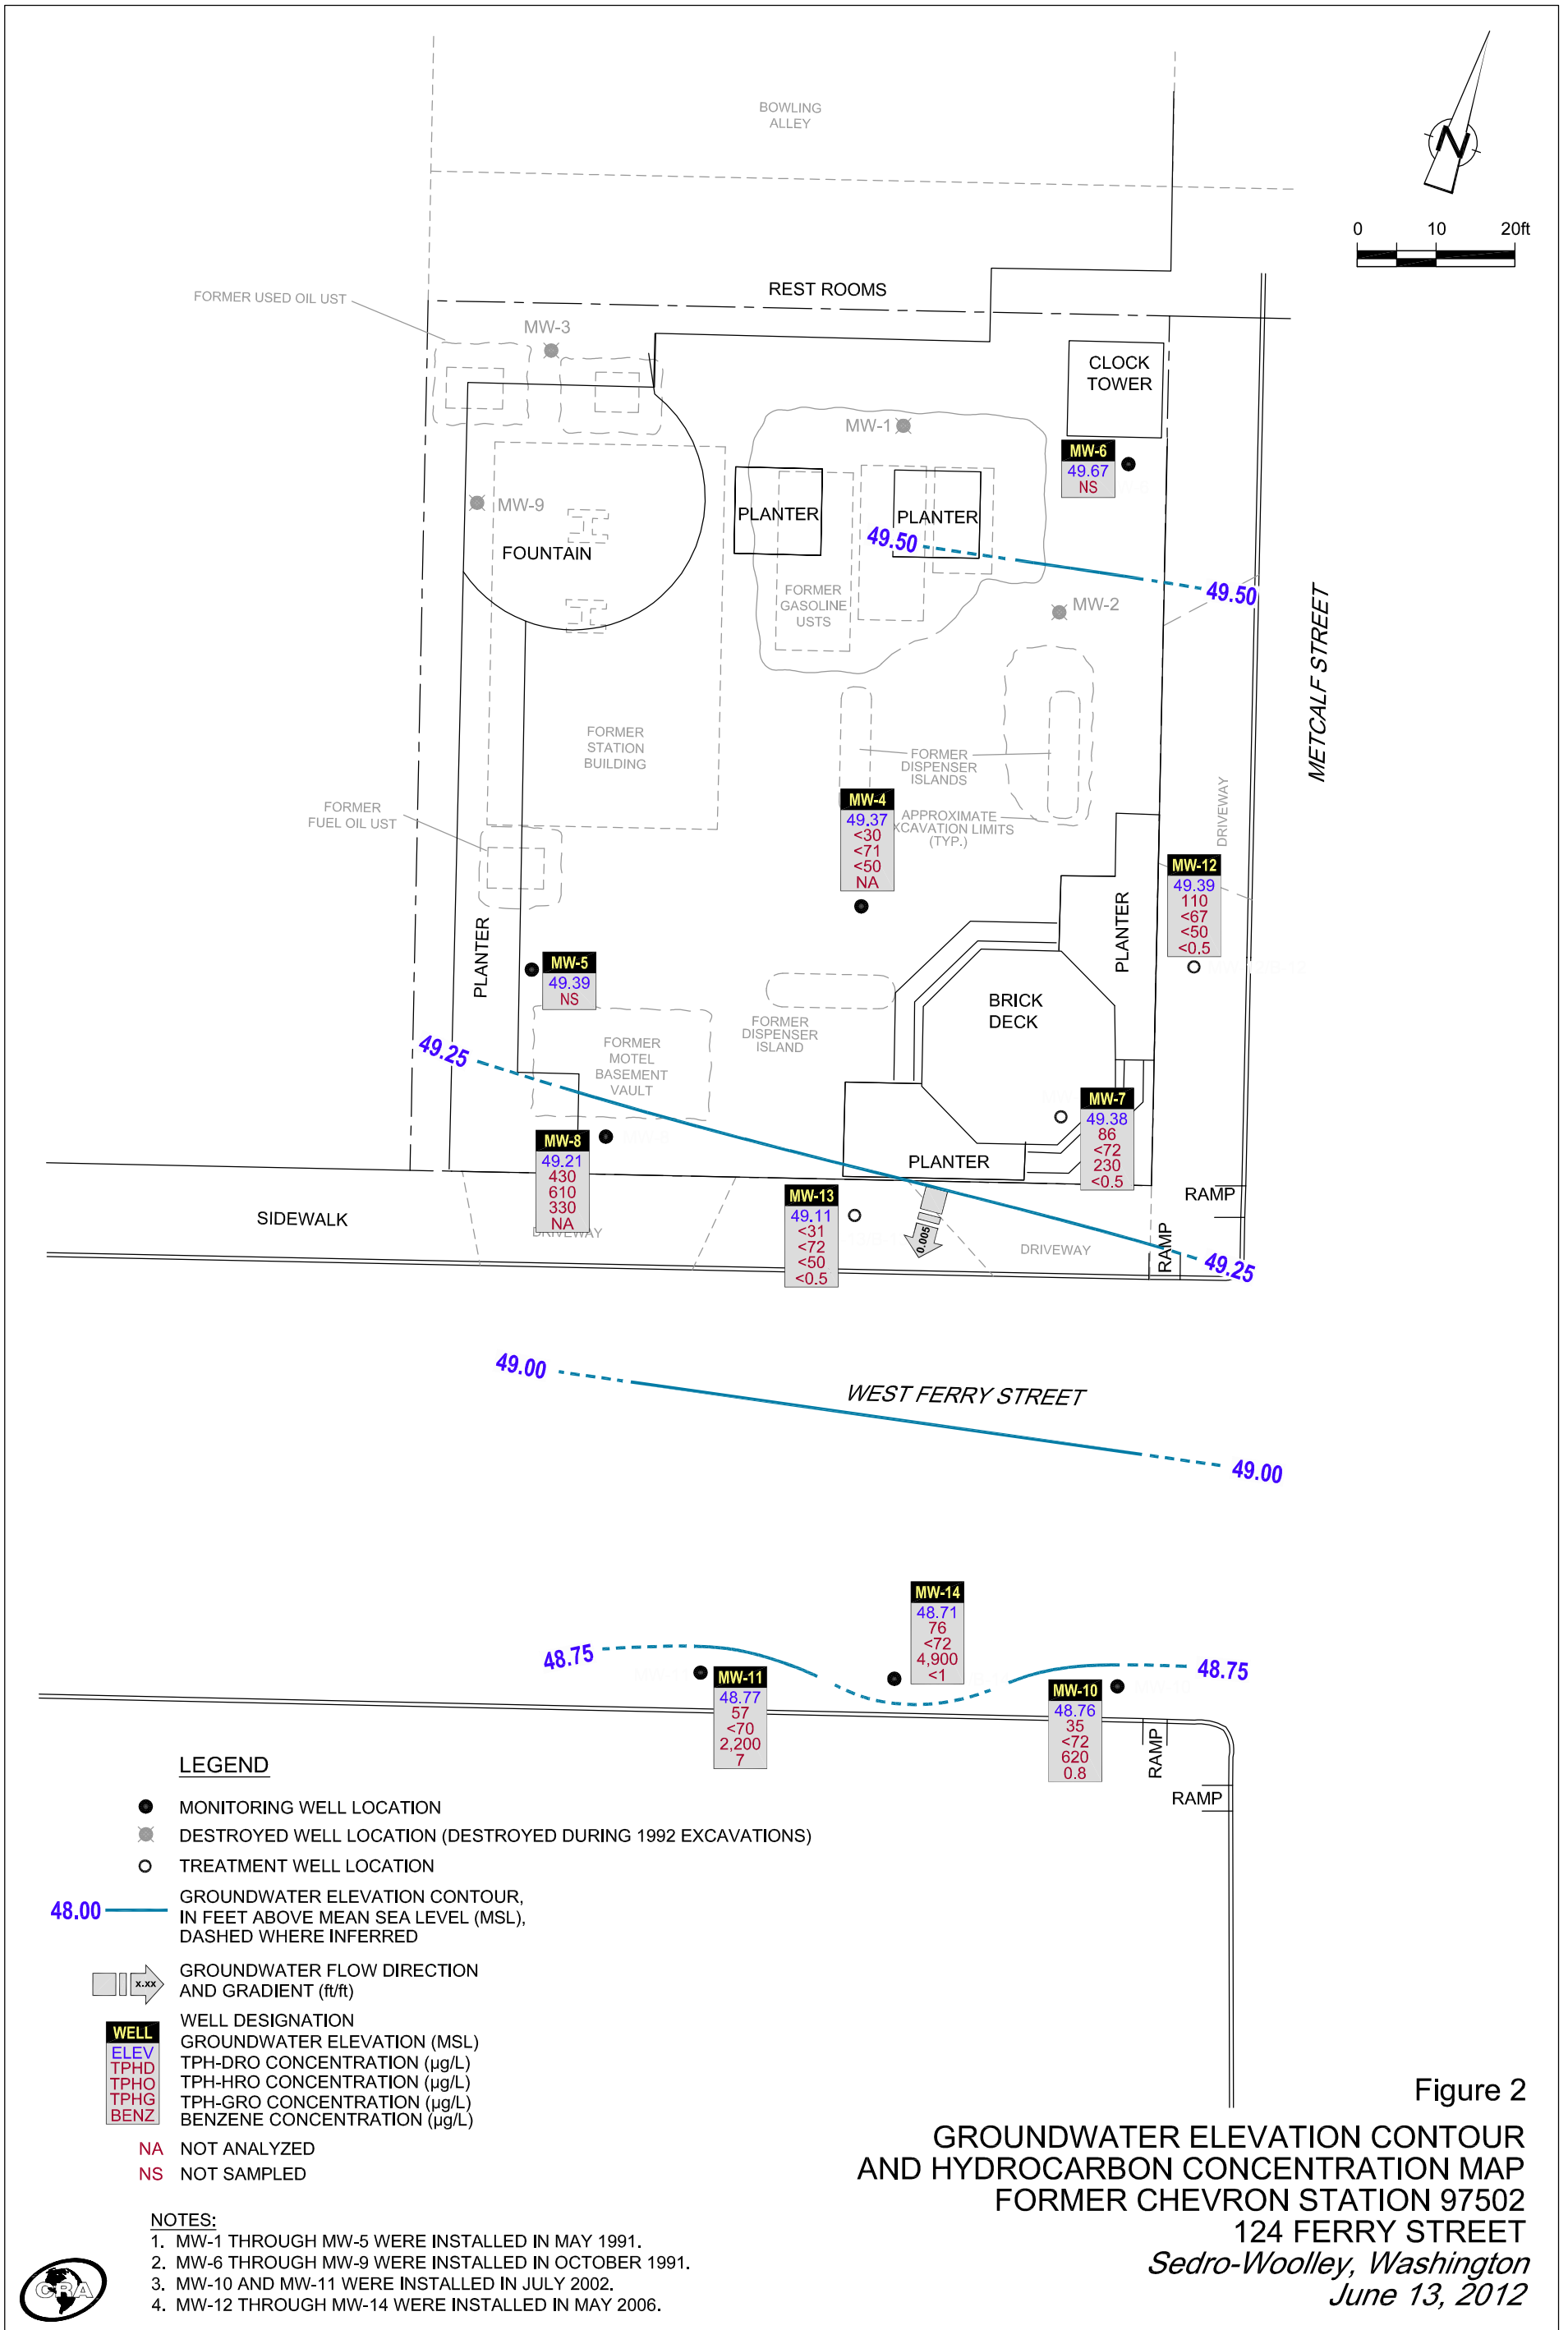 BOWLING
ALLEY
N
0 10 20ft
REST ROOMS
FORMER USED OIL UST
MW-3
CLOCK
TOWER
MW-1
MW-6
49.67
NS
MW-9
PLANTER
PLANTER
FOUNTAIN
49.50
49.50
FORMER
GASOLINE
USTS
MW-2
METCALF STREET
FORMER
STATION
BUILDING
FORMER
DISPENSER
ISLANDS
FORMER
FUEL OIL UST
MW-4
49.37
<30
<71
<50
NA
APPROXIMATE
XCAVATION LIMITS
(TYP.)
DRIVEWAY
MW-12
49.39
110
<67
<50
<0.5
PLANTER
PLANTER
MW-5
49.39
NS
BRICK
DECK
FORMER
DISPENSER
ISLAND
FORMER
MOTEL
BASEMENT
VAULT
49.25
MW-7
49.38
86
<72
230
<0.5
MW-8
49.21
430
610
330
NA
DRIVEWAY
PLANTER
MW-13
49.11
<31
<72
<50
<0.5
SIDEWALK
0.005
DRIVEWAY
RAMP
RAMP
49.25
49.00
WEST FERRY STREET
49.00
MW-14
48.71
76
<72
4,900
<1
48.75
48.75
MW-11
48.77
57
<70
2,200
7
MW-10
48.76
35
<72
620
0.8
RAMP
RAMP
LEGEND
MONITORING WELL LOCATION
DESTROYED WELL LOCATION (DESTROYED DURING 1992 EXCAVATIONS)
TREATMENT WELL LOCATION
48.00
GROUNDWATER ELEVATION CONTOUR,
IN FEET ABOVE MEAN SEA LEVEL (MSL),
DASHED WHERE INFERRED
x.xx
GROUNDWATER FLOW DIRECTION
AND GRADIENT (ft/ft)
WELL WELL DESIGNATION
ELEV GROUNDWATER ELEVATION (MSL)
TPHD TPH-DRO CONCENTRATION (µg/L)
TPHO TPH-HRO CONCENTRATION (µg/L)
TPHG TPH-GRO CONCENTRATION (µg/L)
BENZ BENZENE CONCENTRATION (µg/L)
NA NOT ANALYZED
NS NOT SAMPLED
NOTES:
1. MW-1 THROUGH MW-5 WERE INSTALLED IN MAY 1991.
2. MW-6 THROUGH MW-9 WERE INSTALLED IN OCTOBER 1991.
3. MW-10 AND MW-11 WERE INSTALLED IN JULY 2002.
4. MW-12 THROUGH MW-14 WERE INSTALLED IN MAY 2006.
CRA
Figure 2
GROUNDWATER ELEVATION CONTOUR
AND HYDROCARBON CONCENTRATION MAP
FORMER CHEVRON STATION 97502
124 FERRY STREET
Sedro-Woolley, Washington
June 13, 2012